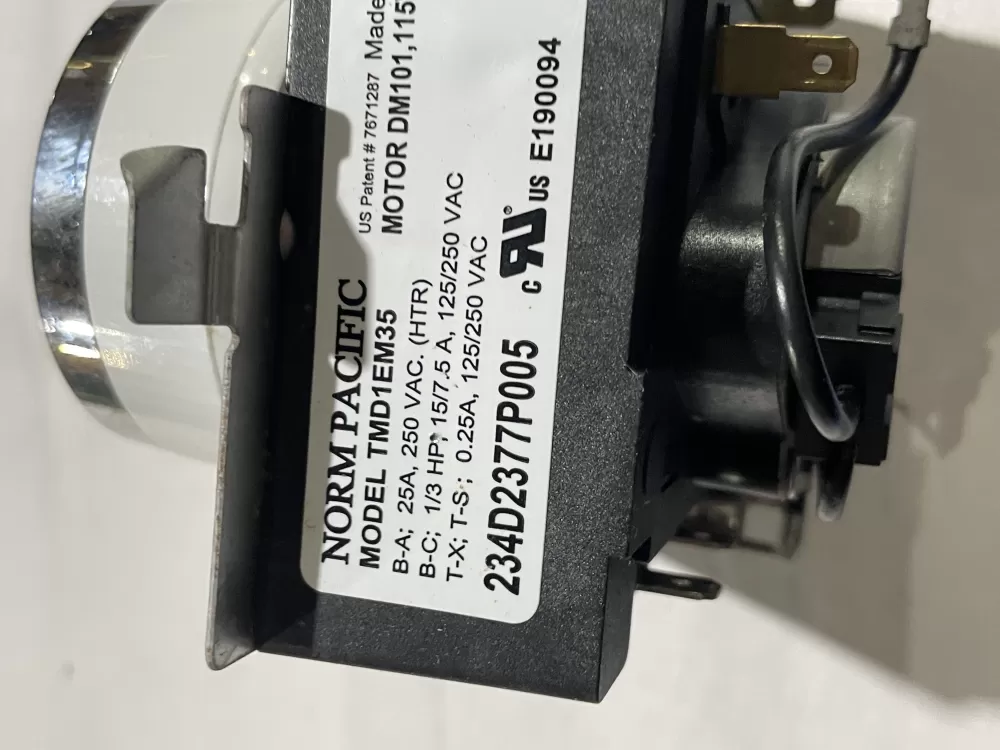 NORM PACIFIC
US Patent # 7671287 Made
MODEL TMD1EM35
MOTOR DM101,115
B-A; 25A, 250 VAC. (HTR)
B-C; 1/3 HP; 15/7.5 A, 125/250 VAC
T-X; T-S; 0.25A, 125/250 VAC
234D2377P005
c RU® US E190094